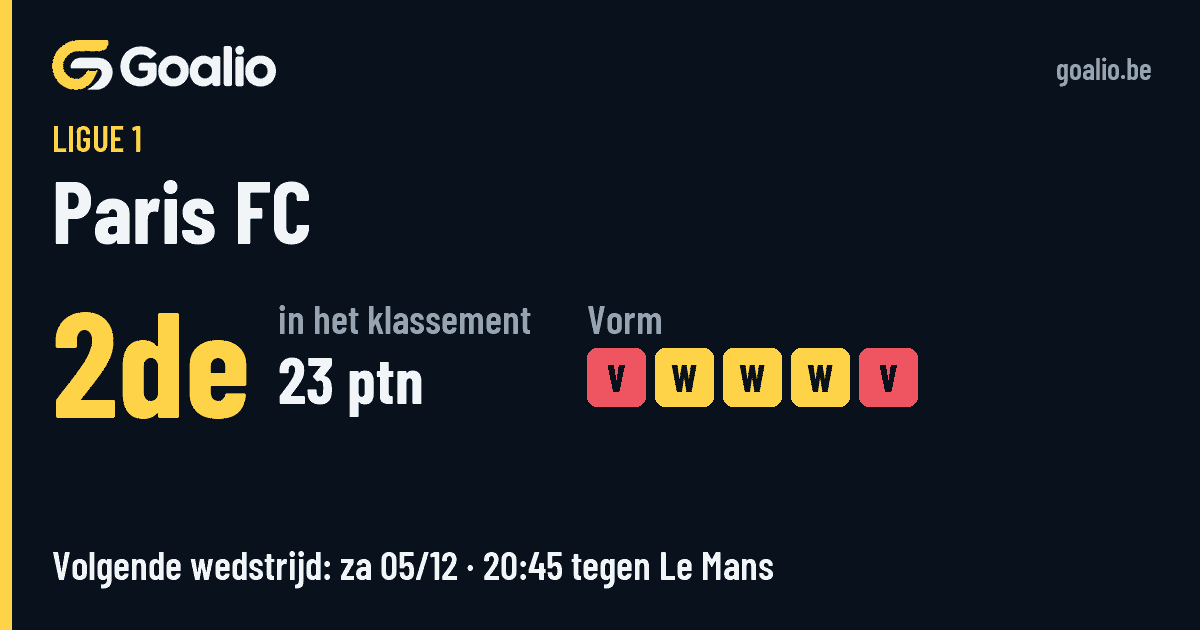 Goalio
goalio.be
LIGUE 1
Paris FC
2de
in het klassement
23 ptn
Vorm
V W W W V
Volgende wedstrijd: za 05/12 · 20:45 tegen Le Mans